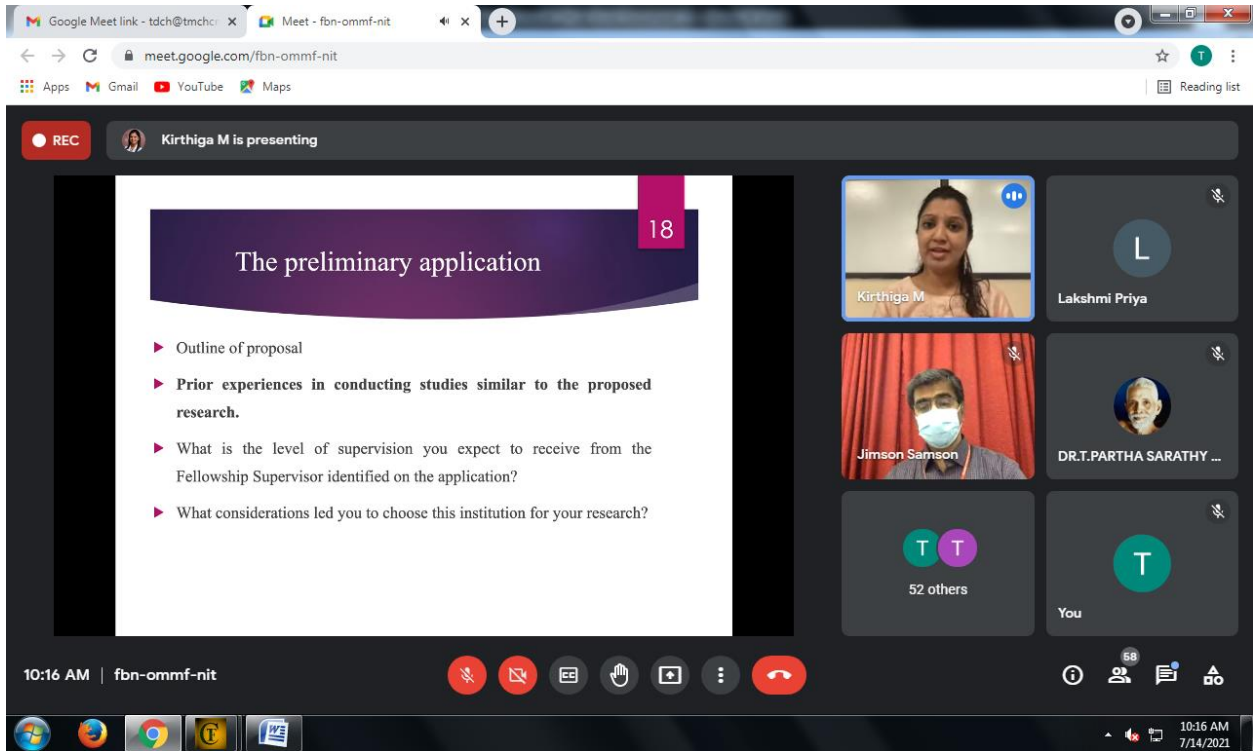 Google Meet link - tdch@tmchc
Meet - fbn-ommf-nit
meet.google.com/fbn-ommf-nit
T
Apps
Gmail
YouTube
Maps
Reading list
REC
Kirthiga M is presenting
18
The preliminary application
Outline of proposal
Prior experiences in conducting studies similar to the proposed
research.
What is the level of supervision you expect to receive from the
Fellowship Supervisor identified on the application?
What considerations led you to choose this institution for your research?
Kirthiga M
L
Lakshmi Priya
Jimson Samson
DR.T.PARTHA SARATHY ...
T T
52 others
T
You
10:16 AM | fbn-ommf-nit
CC
58
10:16 AM
7/14/2021